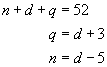 n + d + q = 52
q = d + 3
n = d − 5